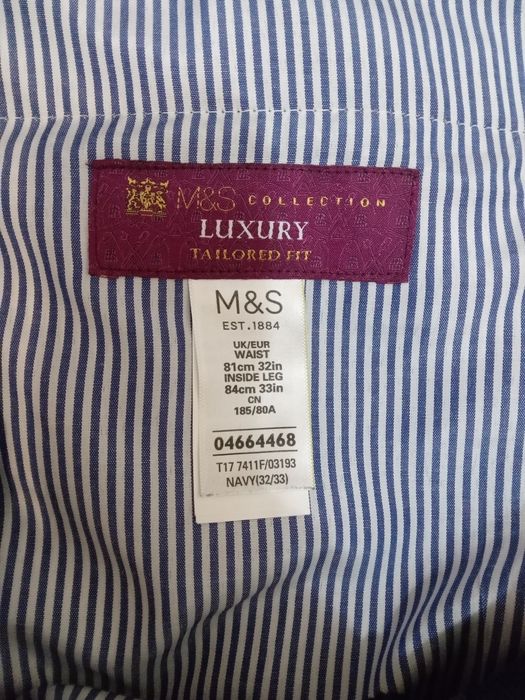 M&S COLLECTION
LUXURY
TAILORED FIT
M&S
EST. 1884
UK/EUR
WAIST
81cm 32in
INSIDE LEG
84cm 33in
CN
185/80A
04664468
T17 7411F/03193
NAVY(32/33)